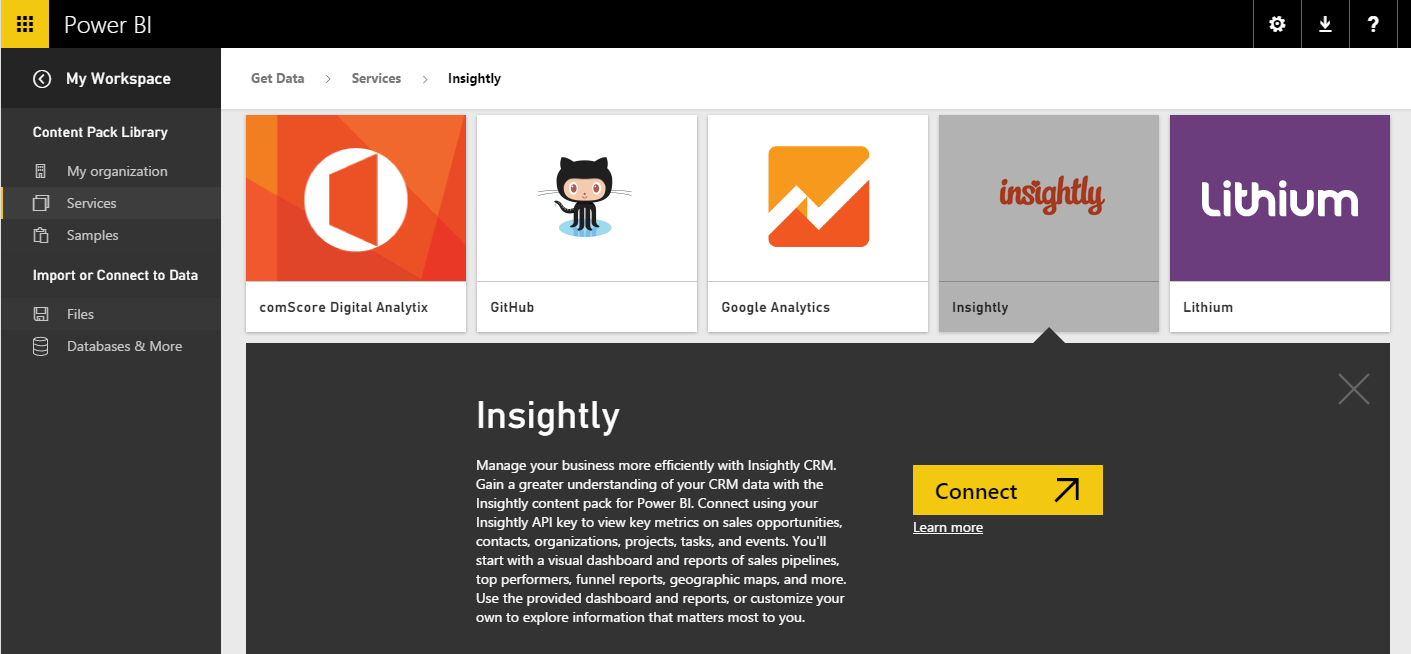 Power BI
?
My Workspace
Get Data > Services > Insightly
Content Pack Library
My organization
Services
Samples
Import or Connect to Data
Files
Databases & More
insightly
Lithium
comScore Digital Analytix
GitHub
Google Analytics
Insightly
Lithium
Insightly
Manage your business more efficiently with Insightly CRM.
Gain a greater understanding of your CRM data with the
Insightly content pack for Power BI. Connect using your
Insightly API key to view key metrics on sales opportunities,
contacts, organizations, projects, tasks, and events. You'll
start with a visual dashboard and reports of sales pipelines,
top performers, funnel reports, geographic maps, and more.
Use the provided dashboard and reports, or customize your
own to explore information that matters most to you.
Connect
Learn more